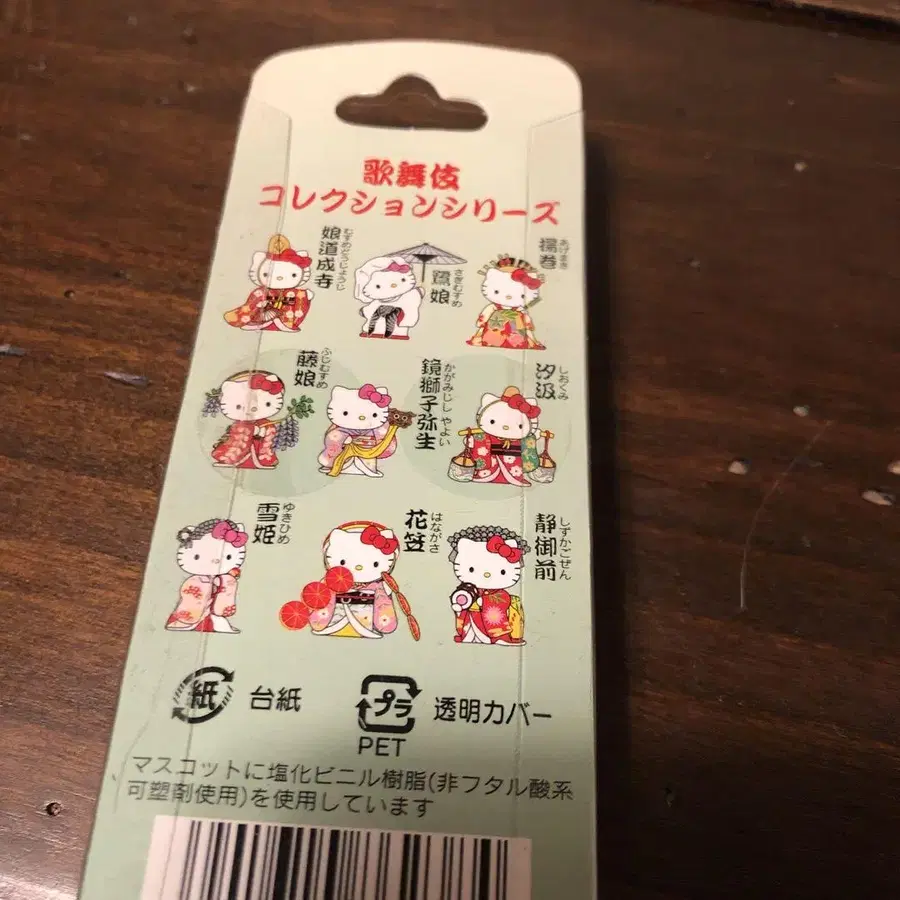 歌舞伎
コレクションシリーズ
娘道成寺
むすめどうじょうじ
鷺娘
さぎむすめ
揚巻
あげまき
藤娘
ふじむすめ
鏡獅子弥生
かがみじし やよい
汐汲
しおくみ
雪姫
ゆきひめ
花笠
はながさ
静御前
しずかごぜん
紙 台紙
プラ 透明カバー
PET
マスコットに塩化ビニル樹脂(非フタル酸系
可塑剤使用)を使用しています